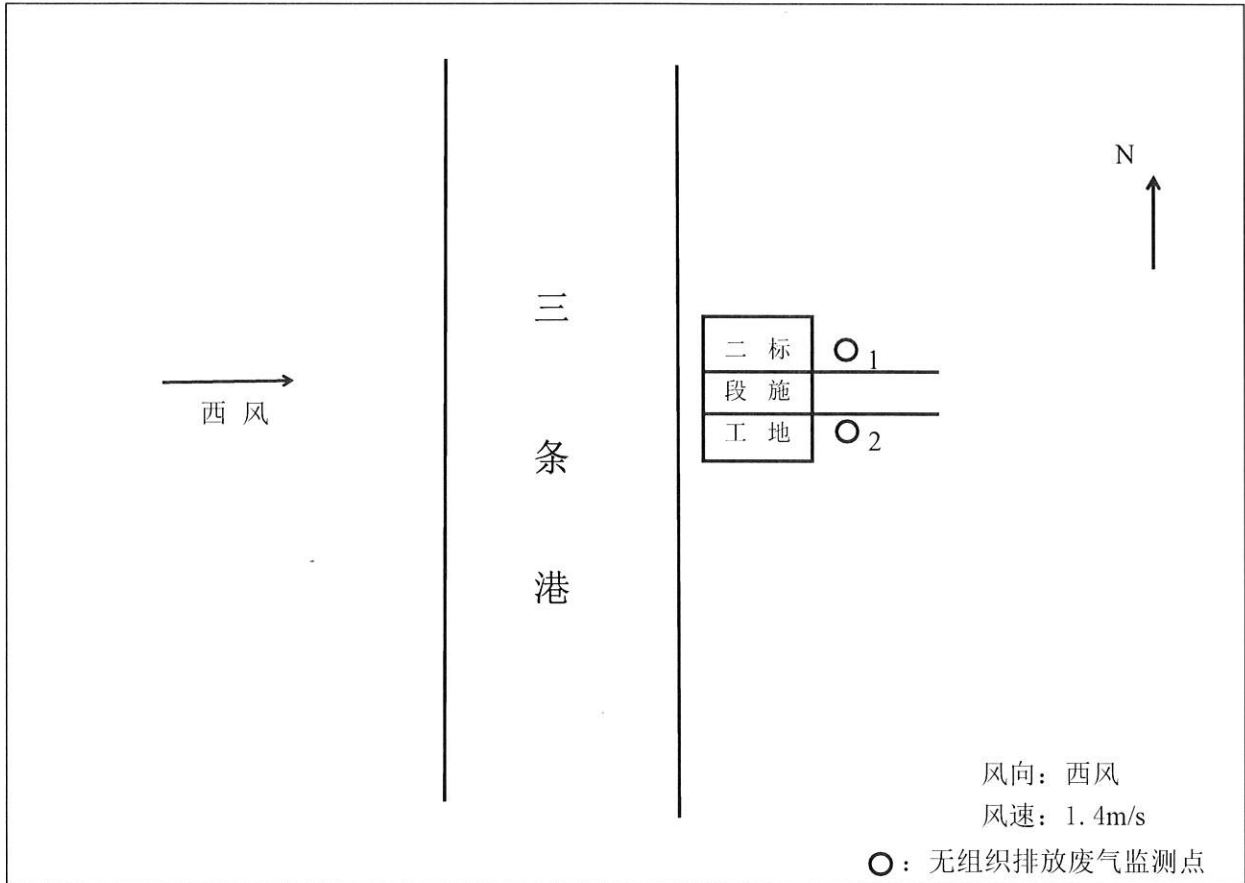 N
三
条
港
二 标
段 施
工 地
1
2
西 风
风向：西风
风速：1.4m/s
：无组织排放废气监测点